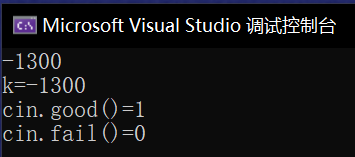 C:\ Microsoft Visual Studio 调试控制台
-1300
k=-1300
cin.good()=1
cin.fail()=0